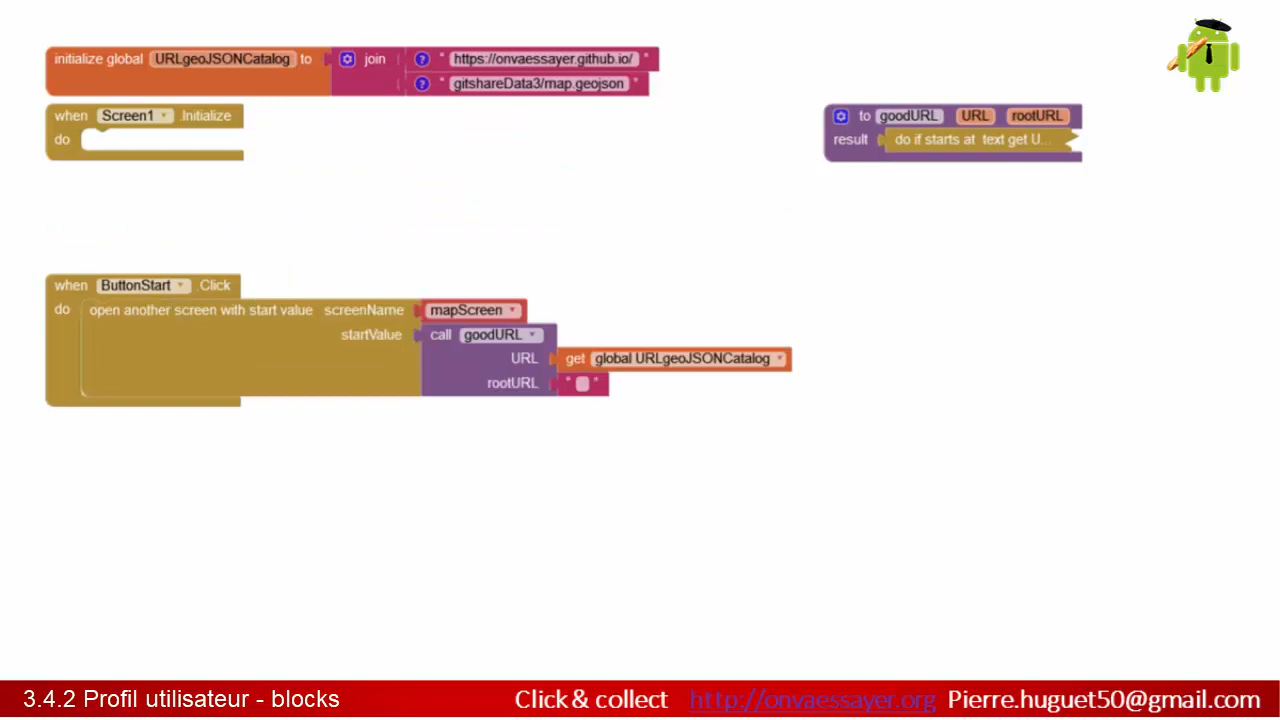 initialize global URLgeoJSONCatalog to join " https://onvaessayer.github.io/ "
" gitshareData3/map.geojson "
when Screen1 .Initialize
do
to goodURL URL rootURL
result do if starts at text get U...
when ButtonStart .Click
do open another screen with start value screenName mapScreen
startValue call goodURL
URL get global URLgeoJSONCatalog
rootURL " "
3.4.2 Profil utilisateur - blocks
Click & collect http://onvaessayer.org Pierre.huguet50@gmail.com